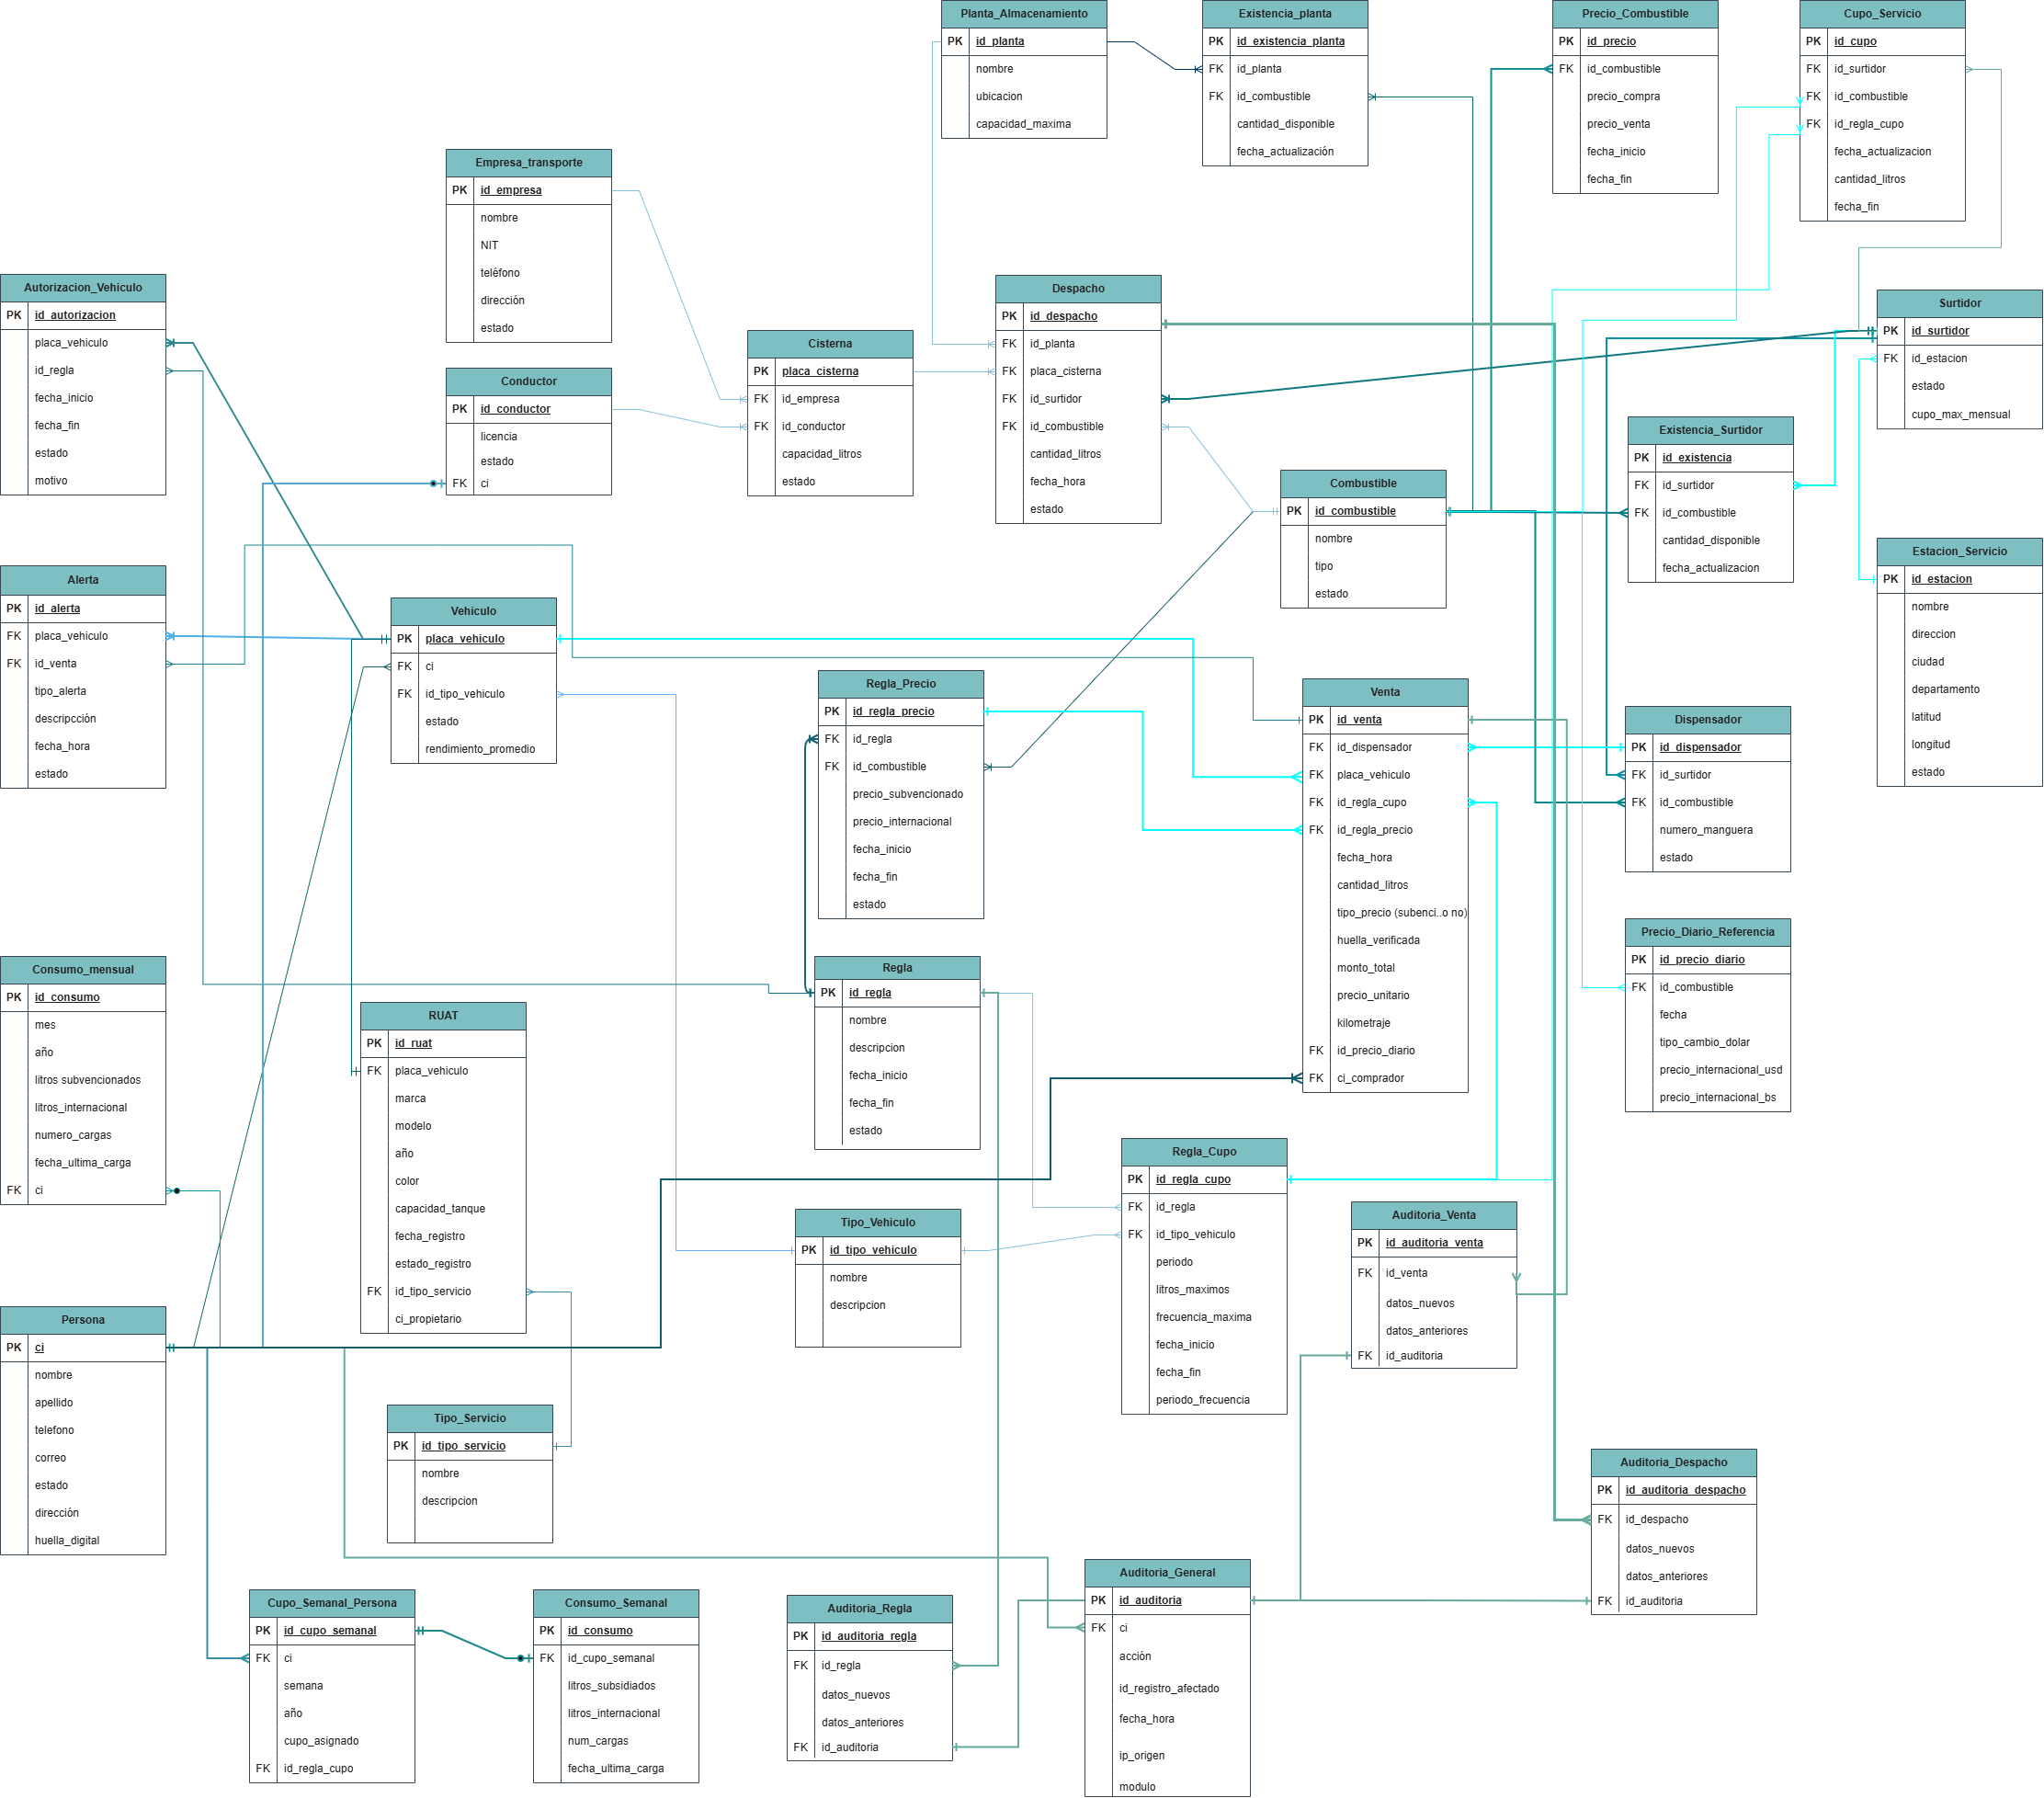 Planta_Almacenamiento
PK id_planta
nombre
ubicacion
capacidad_maxima
Existencia_planta
PK id_existencia_planta
FK id_planta
FK id_combustible
cantidad_disponible
fecha_actualización
Precio_Combustible
PK id_precio
FK id_combustible
precio_compra
precio_venta
fecha_inicio
fecha_fin
Cupo_Servicio
PK id_cupo
FK id_surtidor
FK id_combustible
FK id_regla_cupo
fecha_actualizacion
cantidad_litros
fecha_fin
Empresa_transporte
PK id_empresa
nombre
NIT
teléfono
dirección
estado
Autorizacion_Vehiculo
PK id_autorizacion
placa_vehiculo
id_regla
fecha_inicio
fecha_fin
estado
motivo
Conductor
PK id_conductor
licencia
estado
FK ci
Cisterna
PK placa_cisterna
FK id_empresa
FK id_conductor
capacidad_litros
estado
Despacho
PK id_despacho
FK id_planta
FK placa_cisterna
FK id_surtidor
FK id_combustible
cantidad_litros
fecha_hora
estado
Surtidor
PK id_surtidor
FK id_estacion
estado
cupo_max_mensual
Existencia_Surtidor
PK id_existencia
FK id_surtidor
FK id_combustible
cantidad_disponible
fecha_actualizacion
Combustible
PK id_combustible
nombre
tipo
estado
Estacion_Servicio
PK id_estacion
nombre
direccion
ciudad
departamento
latitud
longitud
estado
Alerta
PK id_alerta
FK placa_vehiculo
FK id_venta
tipo_alerta
descripcción
fecha_hora
estado
Vehiculo
PK placa_vehiculo
FK ci
FK id_tipo_vehiculo
estado
rendimiento_promedio
Regla_Precio
PK id_regla_precio
FK id_regla
FK id_combustible
precio_subvencionado
precio_internacional
fecha_inicio
fecha_fin
estado
Venta
PK id_venta
FK id_dispensador
FK placa_vehiculo
FK id_regla_cupo
FK id_regla_precio
fecha_hora
cantidad_litros
tipo_precio (subenci..o no)
huella_verificada
monto_total
precio_unitario
kilometraje
FK id_precio_diario
FK ci_comprador
Dispensador
PK id_dispensador
FK id_surtidor
FK id_combustible
numero_manguera
estado
Precio_Diario_Referencia
PK id_precio_diario
FK id_combustible
fecha
tipo_cambio_dolar
precio_internacional_usd
precio_internacional_bs
Consumo_mensual
PK id_consumo
mes
año
litros subvencionados
litros_internacional
numero_cargas
fecha_ultima_carga
FK ci
RUAT
PK id_ruat
FK placa_vehiculo
marca
modelo
año
color
capacidad_tanque
fecha_registro
estado_registro
FK id_tipo_servicio
ci_propietario
Regla
PK id_regla
nombre
descripcion
fecha_inicio
fecha_fin
estado
Regla_Cupo
PK id_regla_cupo
FK id_regla
FK id_tipo_vehiculo
periodo
litros_maximos
frecuencia_maxima
fecha_inicio
fecha_fin
periodo_frecuencia
Tipo_Vehiculo
PK id_tipo_vehiculo
nombre
descripcion
Auditoria_Venta
PK id_auditoria_venta
FK id_venta
datos_nuevos
datos_anteriores
FK id_auditoria
Persona
PK ci
nombre
apellido
telefono
correo
estado
dirección
huella_digital
Tipo_Servicio
PK id_tipo_servicio
nombre
descripcion
Auditoria_Despacho
PK id_auditoria_despacho
FK id_despacho
datos_nuevos
datos_anteriores
FK id_auditoria
Cupo_Semanal_Persona
PK id_cupo_semanal
FK ci
semana
año
cupo_asignado
FK id_regla_cupo
Consumo_Semanal
PK id_consumo
FK id_cupo_semanal
litros_subsidiados
litros_internacional
num_cargas
fecha_ultima_carga
Auditoria_Regla
PK id_auditoria_regla
FK id_regla
datos_nuevos
datos_anteriores
FK id_auditoria
Auditoria_General
PK id_auditoria
FK ci
acción
id_registro_afectado
fecha_hora
ip_origen
modulo